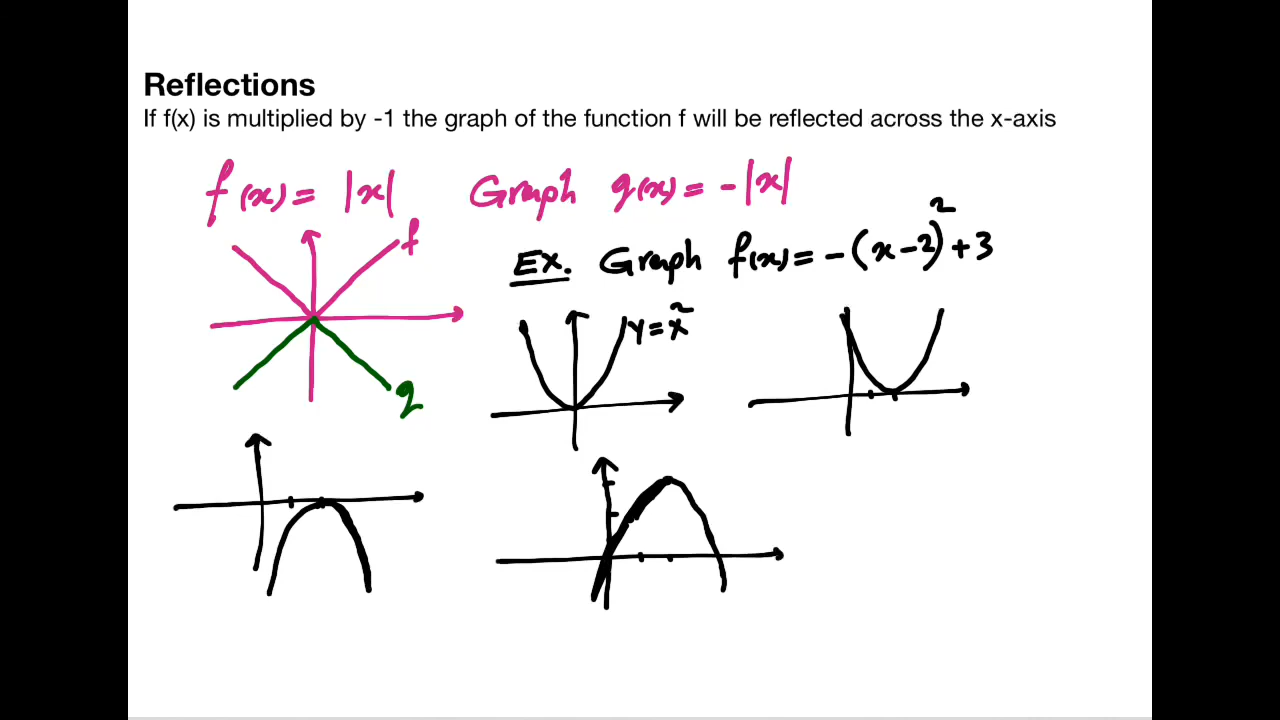 Reflections
If f(x) is multiplied by -1 the graph of the function f will be reflected across the x-axis
f(x) = |x| Graph g(x) = -|x|
f
EX. Graph f(x) = -(x-2)² + 3
y = x²
g